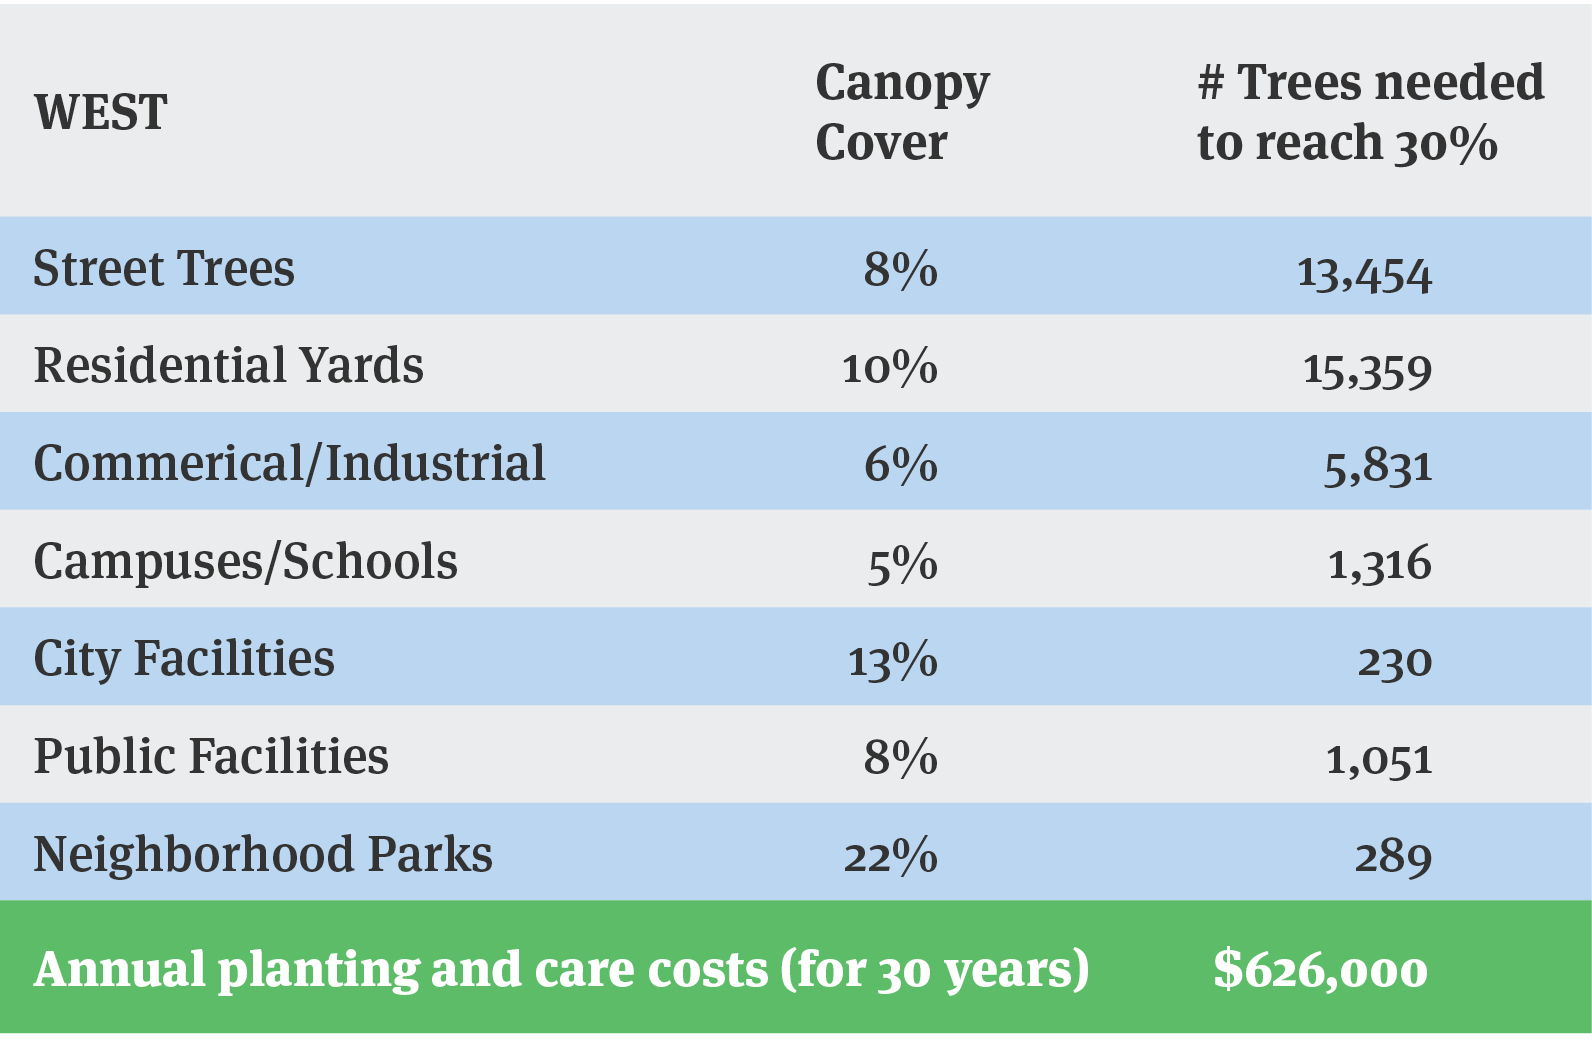 WEST Canopy Cover # Trees needed to reach 30%
Street Trees 8% 13,454
Residential Yards 10% 15,359
Commerical/Industrial 6% 5,831
Campuses/Schools 5% 1,316
City Facilities 13% 230
Public Facilities 8% 1,051
Neighborhood Parks 22% 289
Annual planting and care costs (for 30 years) $626,000